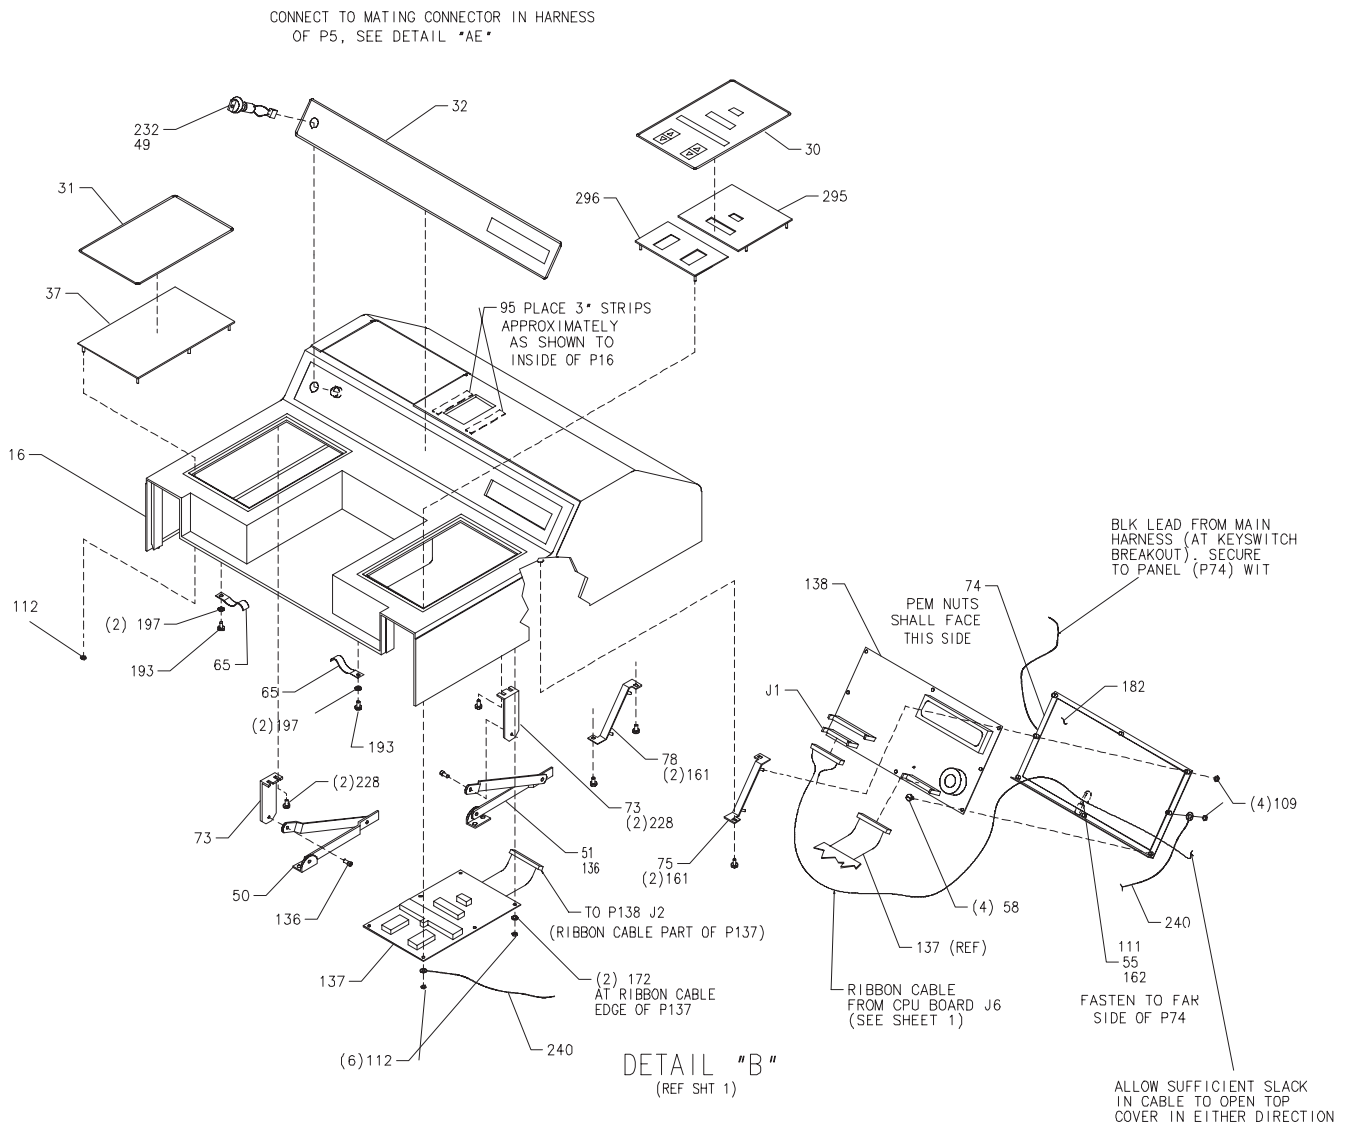 CONNECT TO MATING CONNECTOR IN HARNESS
OF P5, SEE DETAIL "AE"
232
49
32
30
31
296
295
37
95 PLACE 3" STRIPS
APPROXIMATELY
AS SHOWN TO
INSIDE OF P16
16
BLK LEAD FROM MAIN
HARNESS (AT KEYSWITCH
BREAKOUT). SECURE
TO PANEL (P74) WIT
138
74
PEM NUTS
SHALL FACE
THIS SIDE
112
(2) 197
193
65
65
(2)197
193
J1
182
78
(2)161
(2)228
73
73
(2)228
(4)109
51
136
75
(2)161
50
136
TO P138 J2
(RIBBON CABLE PART OF P137)
(4) 58
240
137 (REF)
111
55
162
137
(2) 172
AT RIBBON CABLE
EDGE OF P137
RIBBON CABLE
FROM CPU BOARD J6
(SEE SHEET 1)
FASTEN TO FAR
SIDE OF P74
(6)112
240
DETAIL "B"
(REF SHT 1)
ALLOW SUFFICIENT SLACK
IN CABLE TO OPEN TOP
COVER IN EITHER DIRECTION